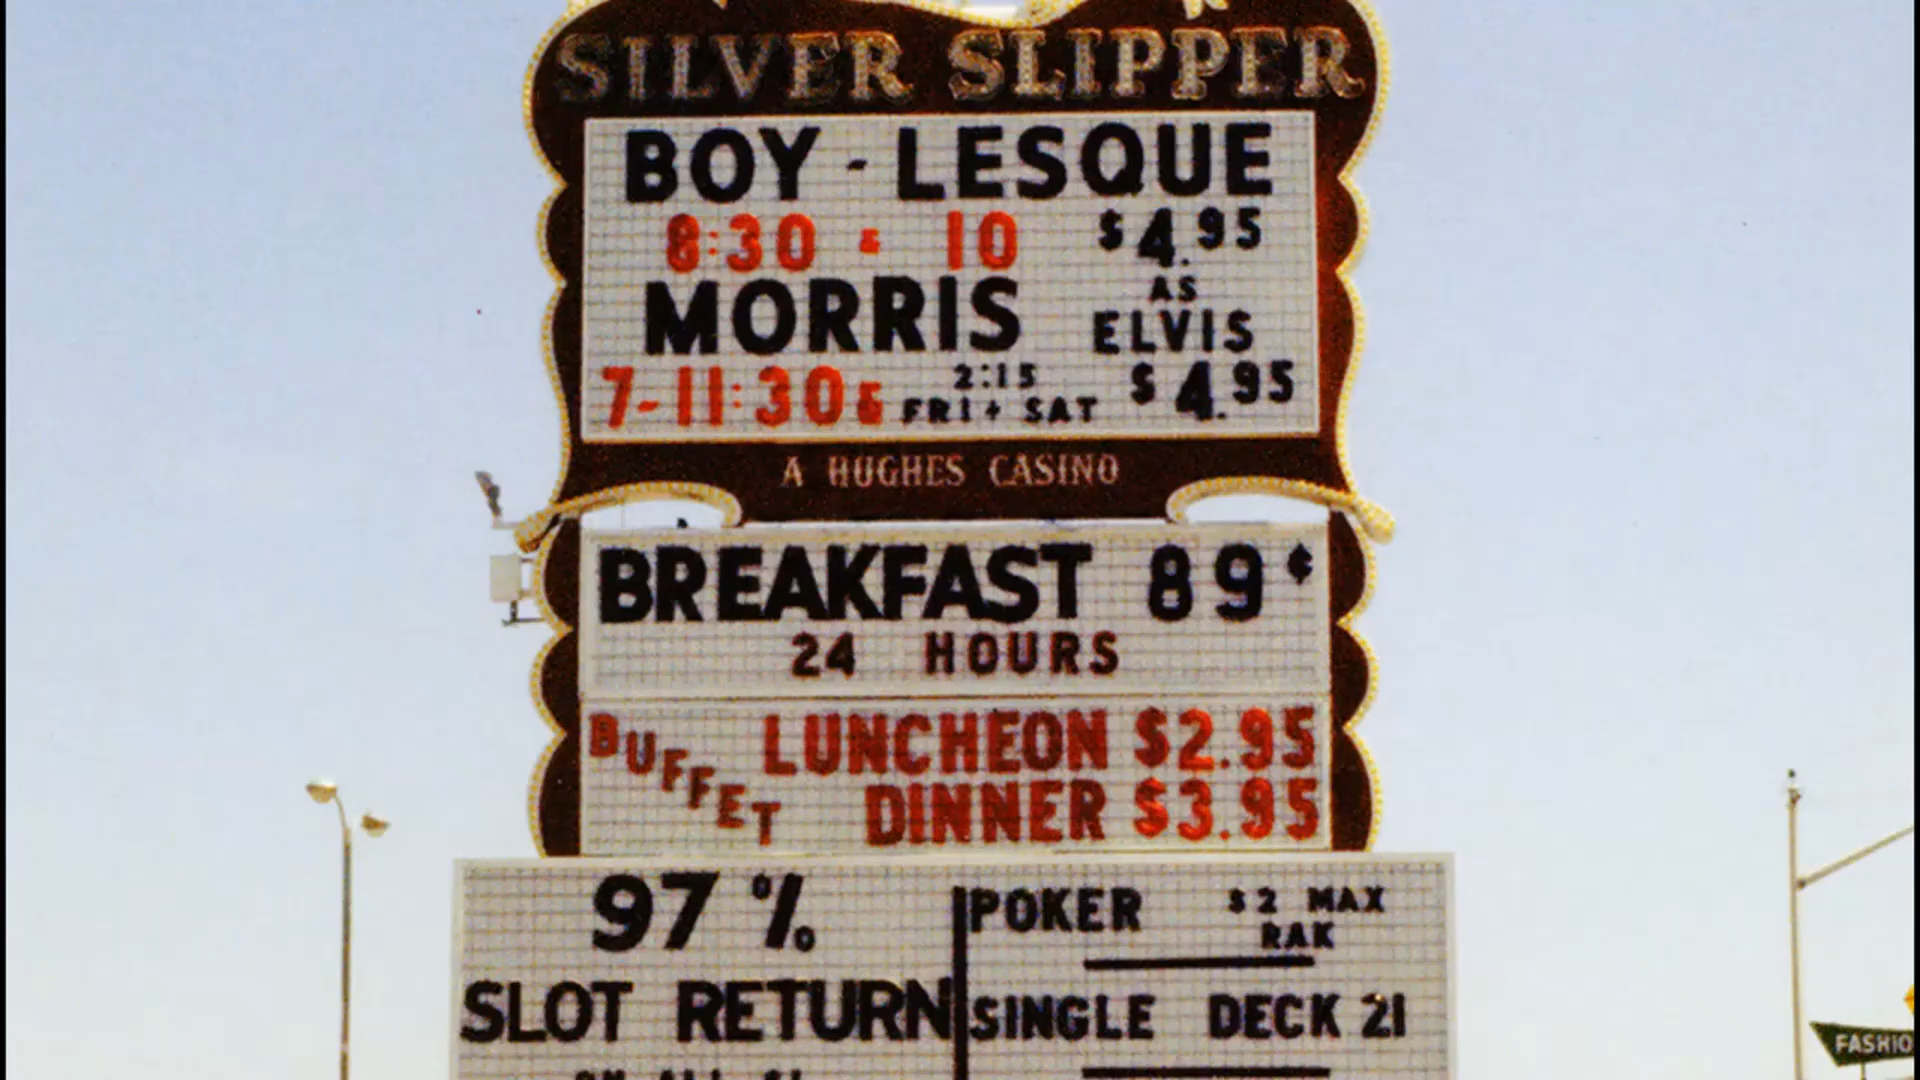 SILVER SLIPPER
BOY - LESQUE
8:30 & 10 $4.95
MORRIS AS ELVIS
7-11:30 & 2:15 FRI + SAT $4.95
A HUGHES CASINO
BREAKFAST 89¢
24 HOURS
BUFFET
LUNCHEON $2.95
DINNER $3.95
97%
SLOT RETURN
POKER $2 MAX
RAK
SINGLE DECK 21
FASHIO